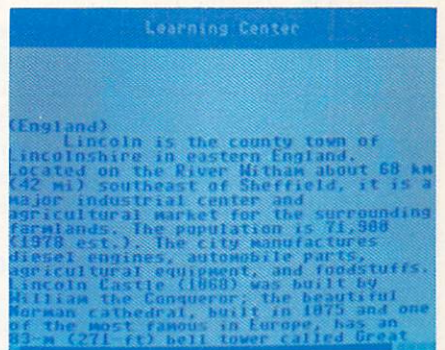 Learning Center
(England)
Lincoln is the county town of
Lincolnshire in eastern England.
Located on the River Witham about 68 km
(42 mi) southeast of Sheffield, it is a
major industrial center and
agricultural market for the surrounding
farmlands. The population is 71,900
(1978 est.). The city manufactures
diesel engines, automobile parts,
agricultural equipment, and foodstuffs.
Lincoln Castle (1068) was built by
William the Conqueror; the beautiful
Norman cathedral, built in 1075 and one
of the most famous in Europe, has an
83-m (271-ft) bell tower called Great